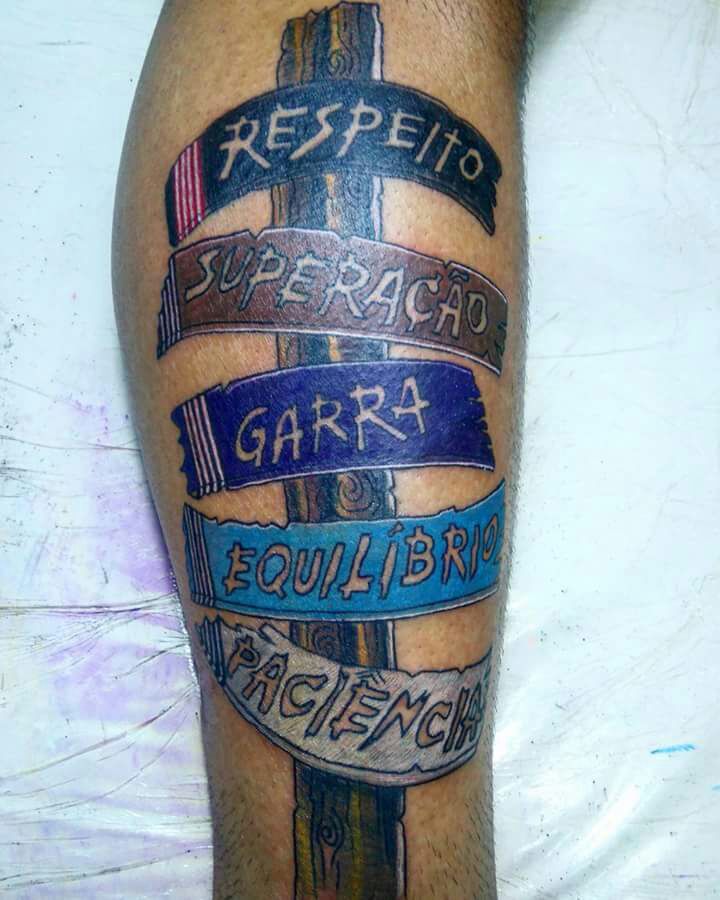 RESPEITO
SUPERAÇÃO
GARRA
EQUILÍBRIO
PACIÊNCIA